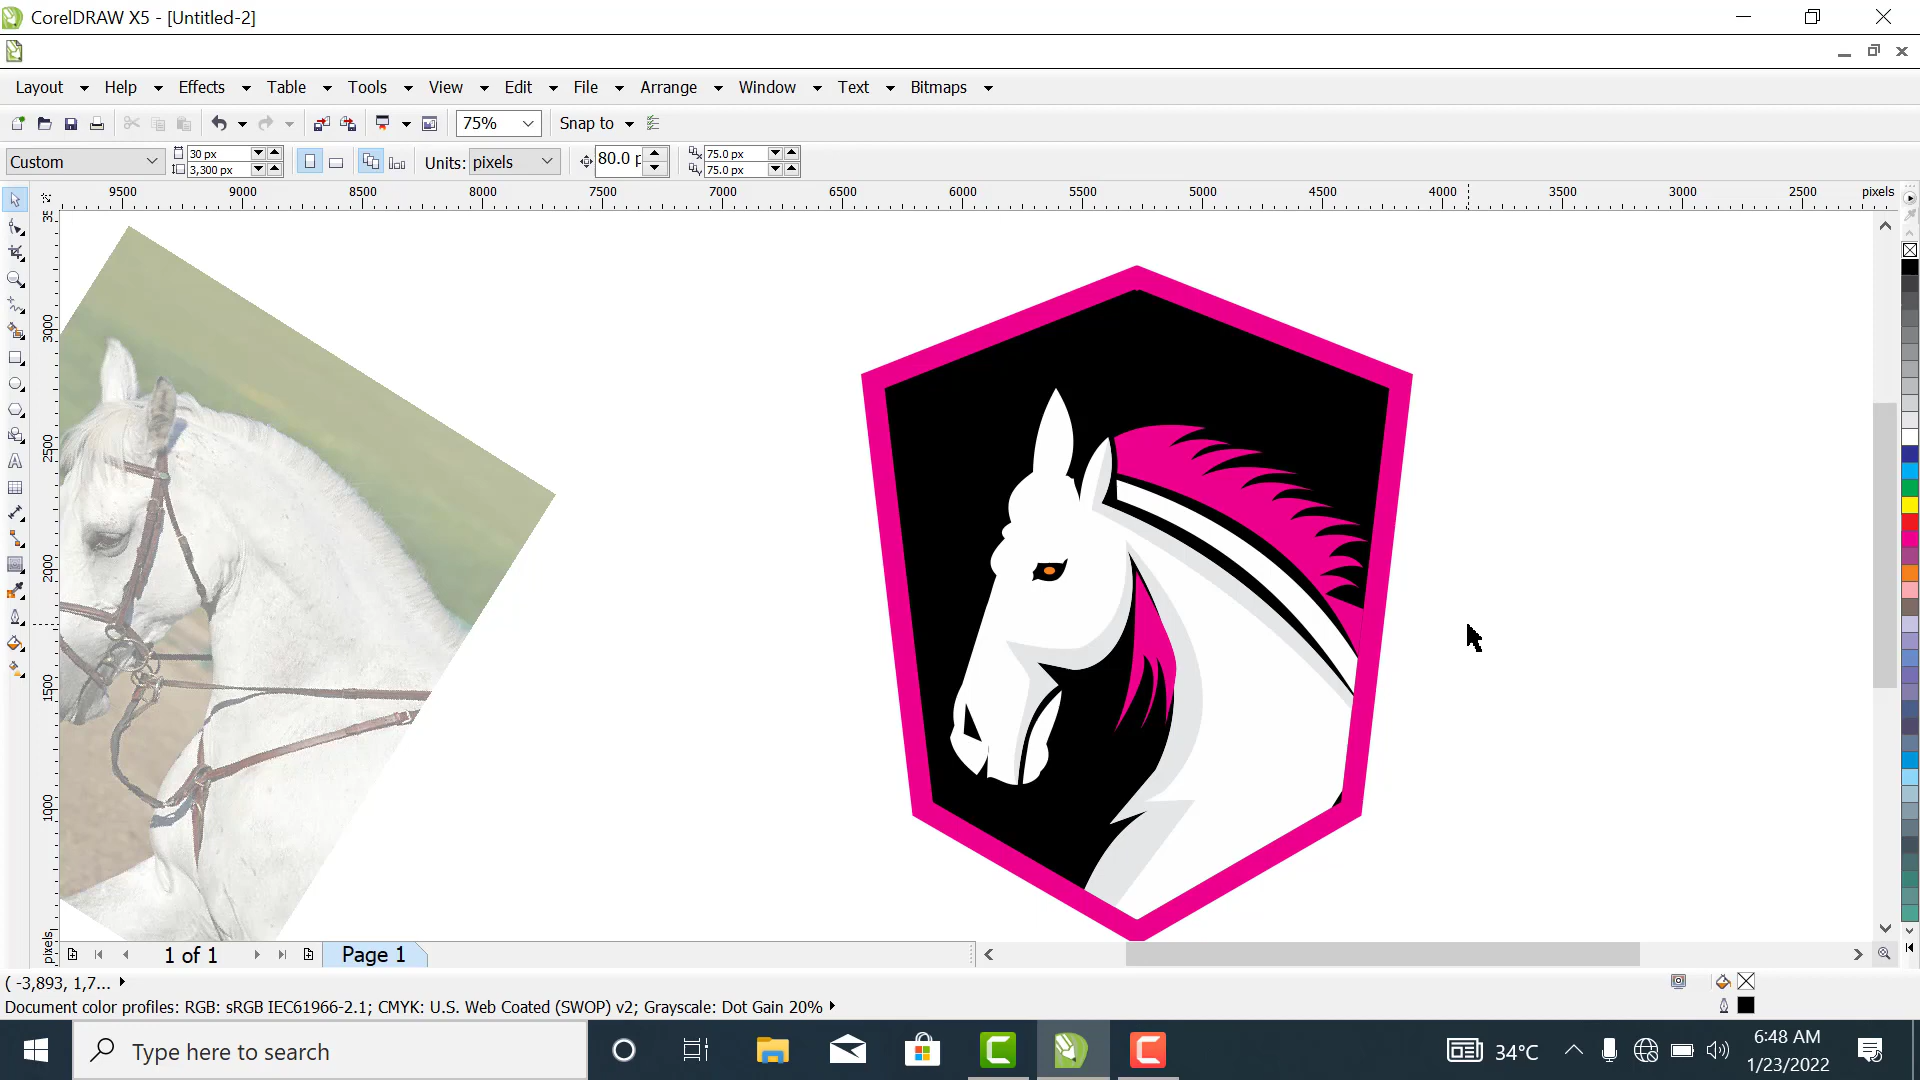 CorelDRAW X5 - [Untitled-2]
Layout Help Effects Table Tools View Edit File Arrange Window Text Bitmaps
75% Snap to
Custom 30 px 3,300 px Units: pixels 80.0 p 75.0 px 75.0 px
9500 9000 8500 8000 7500 7000 6500 6000 5500 5000 4500 4000 3500 3000 2500 pixels
35
3000
2500
2000
1500
1000
pixels
1 of 1 Page 1
( -3,893, 1,7...
Document color profiles: RGB: sRGB IEC61966-2.1; CMYK: U.S. Web Coated (SWOP) v2; Grayscale: Dot Gain 20%
Type here to search 34°C 6:48 AM
1/23/2022